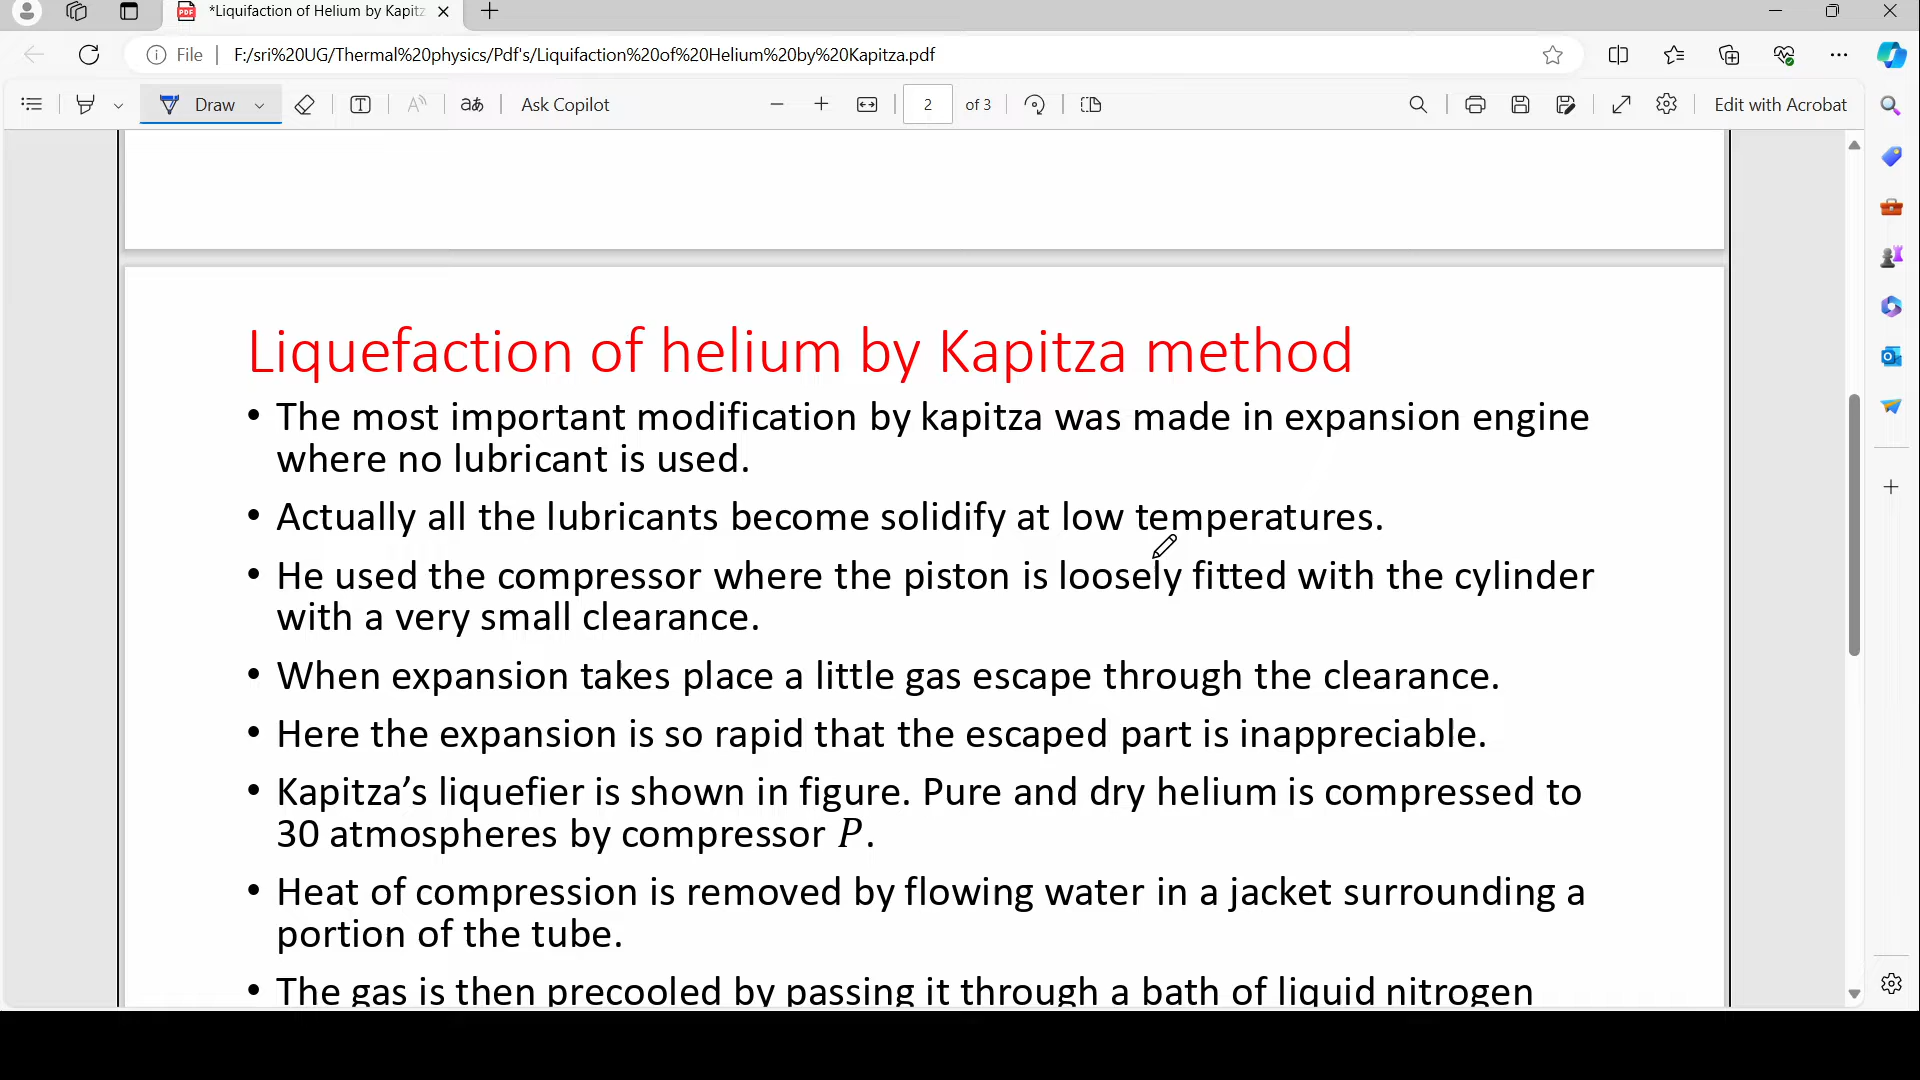 *Liquifaction of Helium by Kapitz
File
F:/sri%20UG/Thermal%20physics/Pdf's/Liquifaction%20of%20Helium%20by%20Kapitza.pdf
Draw
Ask Copilot
2 of 3
Edit with Acrobat
Liquefaction of helium by Kapitza method
• The most important modification by kapitza was made in expansion engine
where no lubricant is used.
• Actually all the lubricants become solidify at low temperatures.
• He used the compressor where the piston is loosely fitted with the cylinder
with a very small clearance.
• When expansion takes place a little gas escape through the clearance.
• Here the expansion is so rapid that the escaped part is inappreciable.
• Kapitza’s liquefier is shown in figure. Pure and dry helium is compressed to
30 atmospheres by compressor P.
• Heat of compression is removed by flowing water in a jacket surrounding a
portion of the tube.
• The gas is then precooled by passing it through a bath of liquid nitrogen